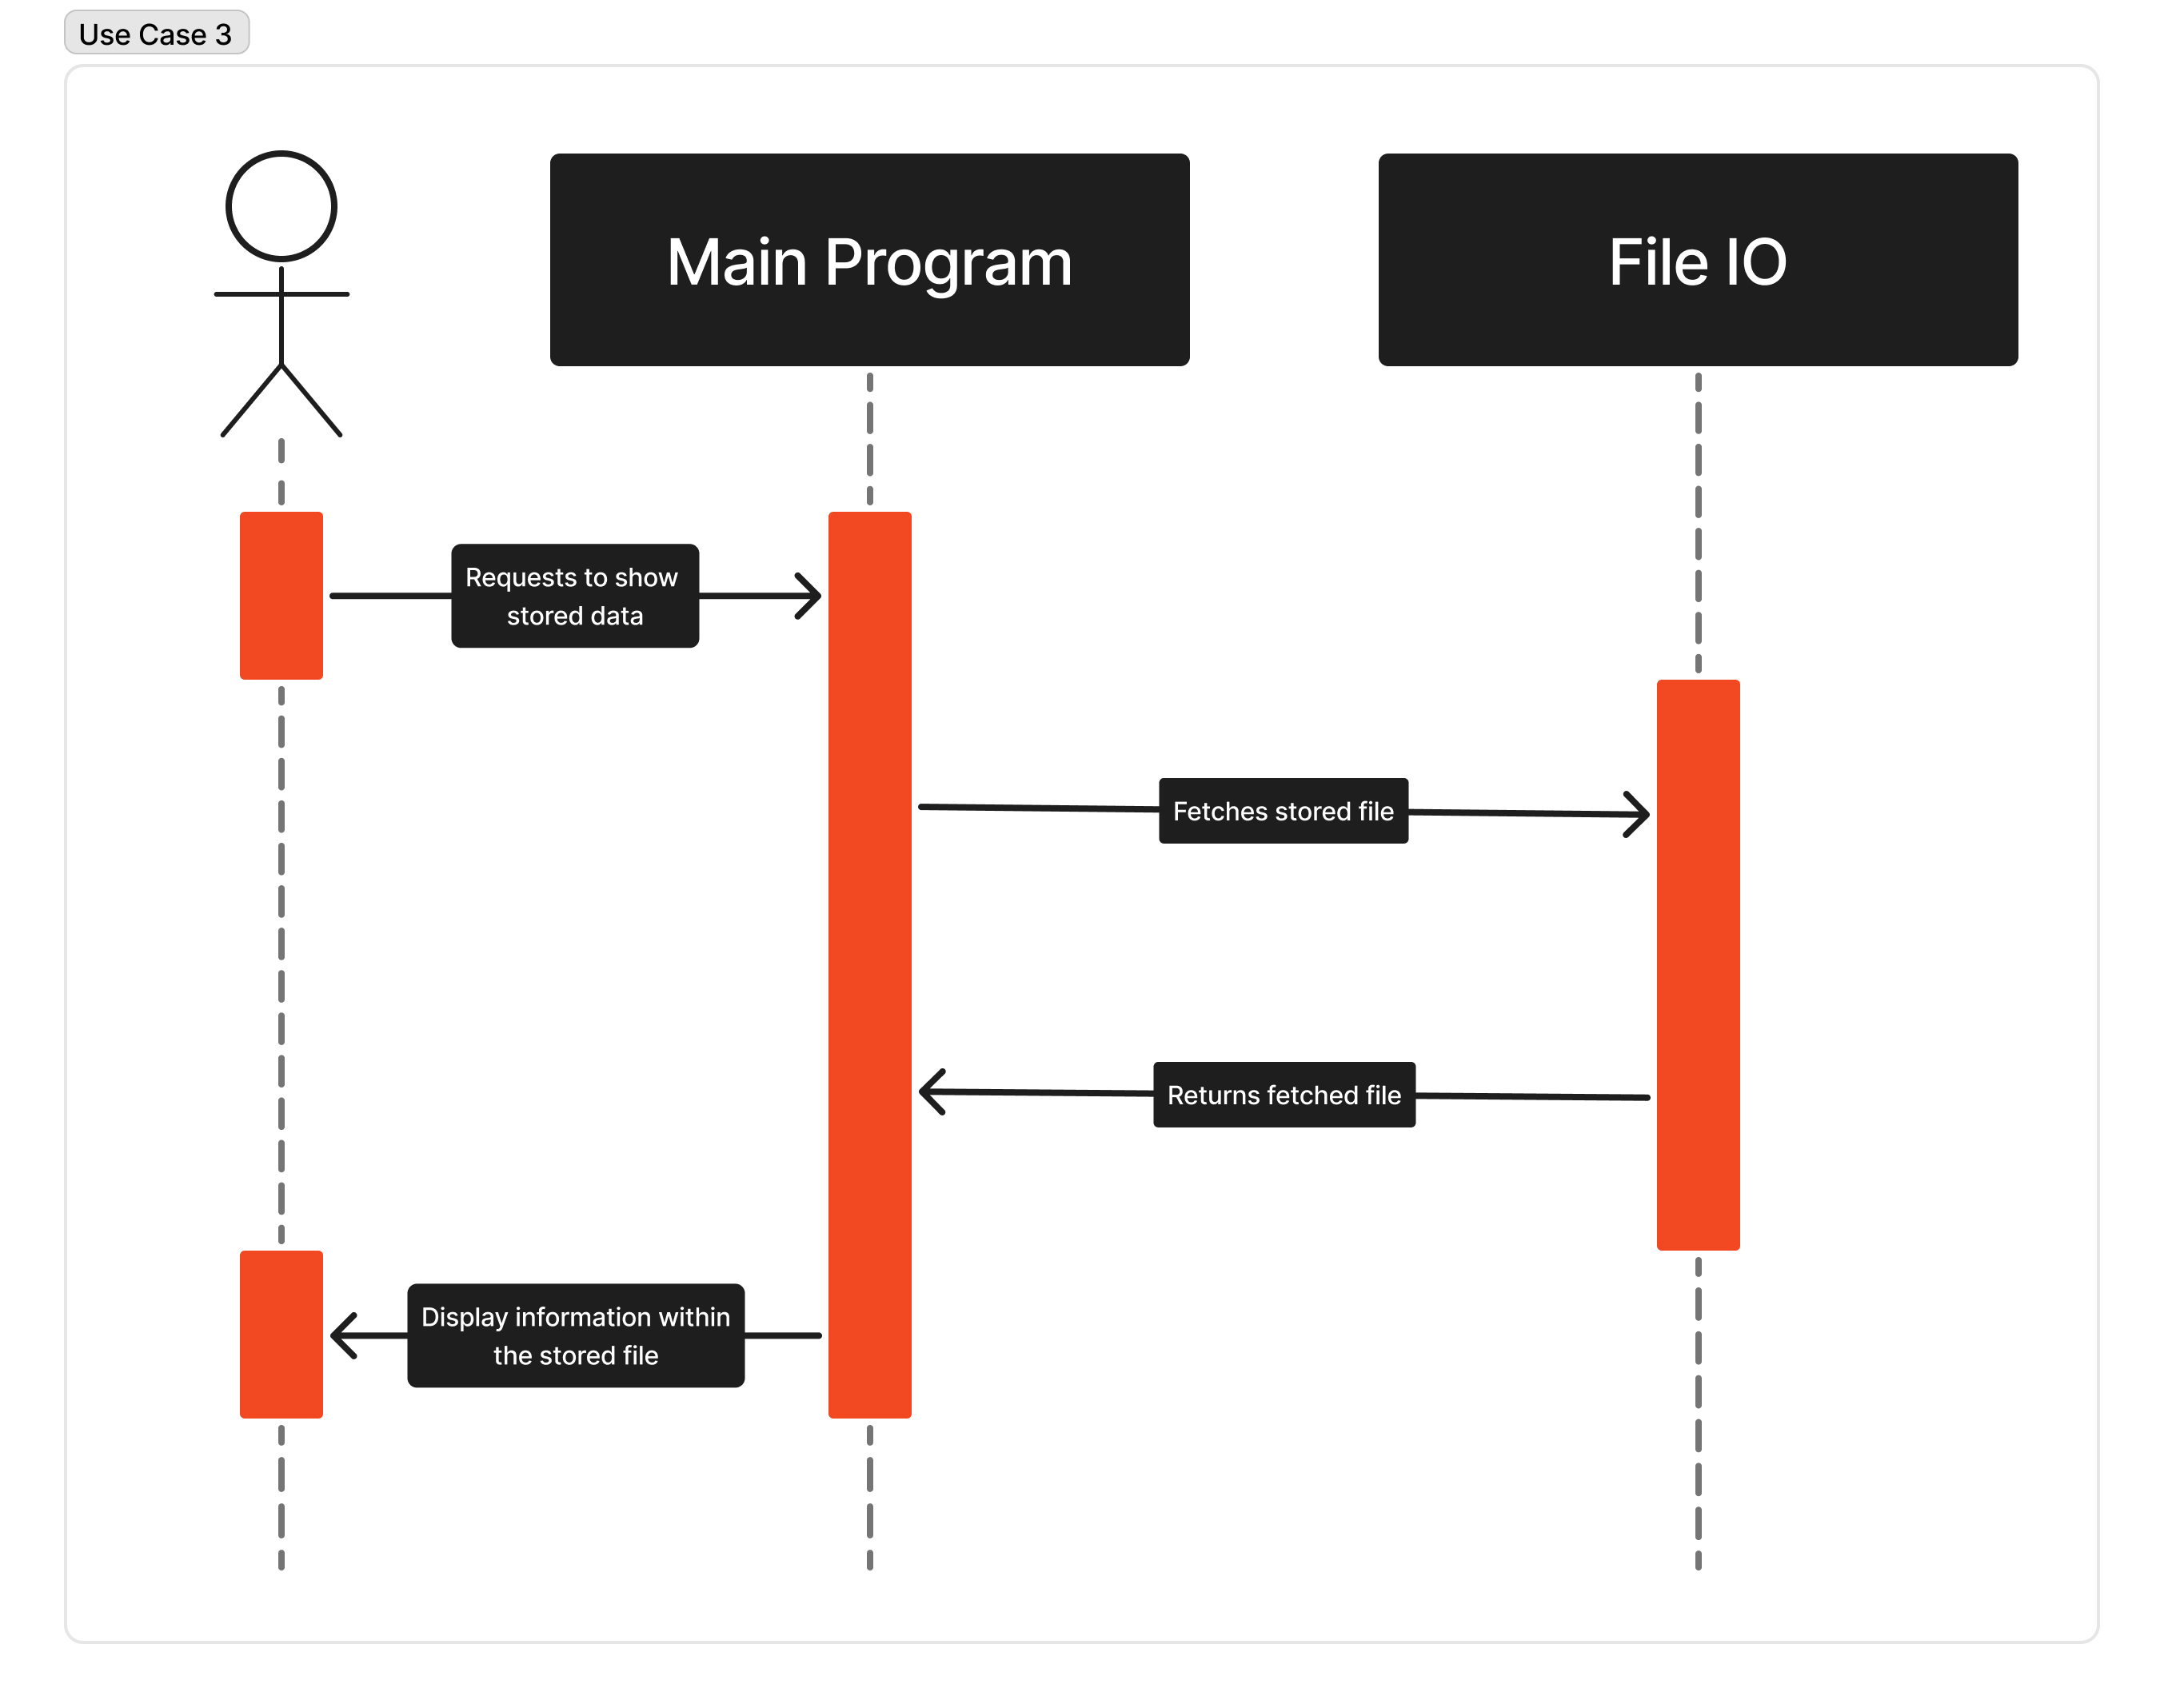 Use Case 3
Main Program
File IO
Requests to show
stored data
Fetches stored file
Returns fetched file
Display information within
the stored file